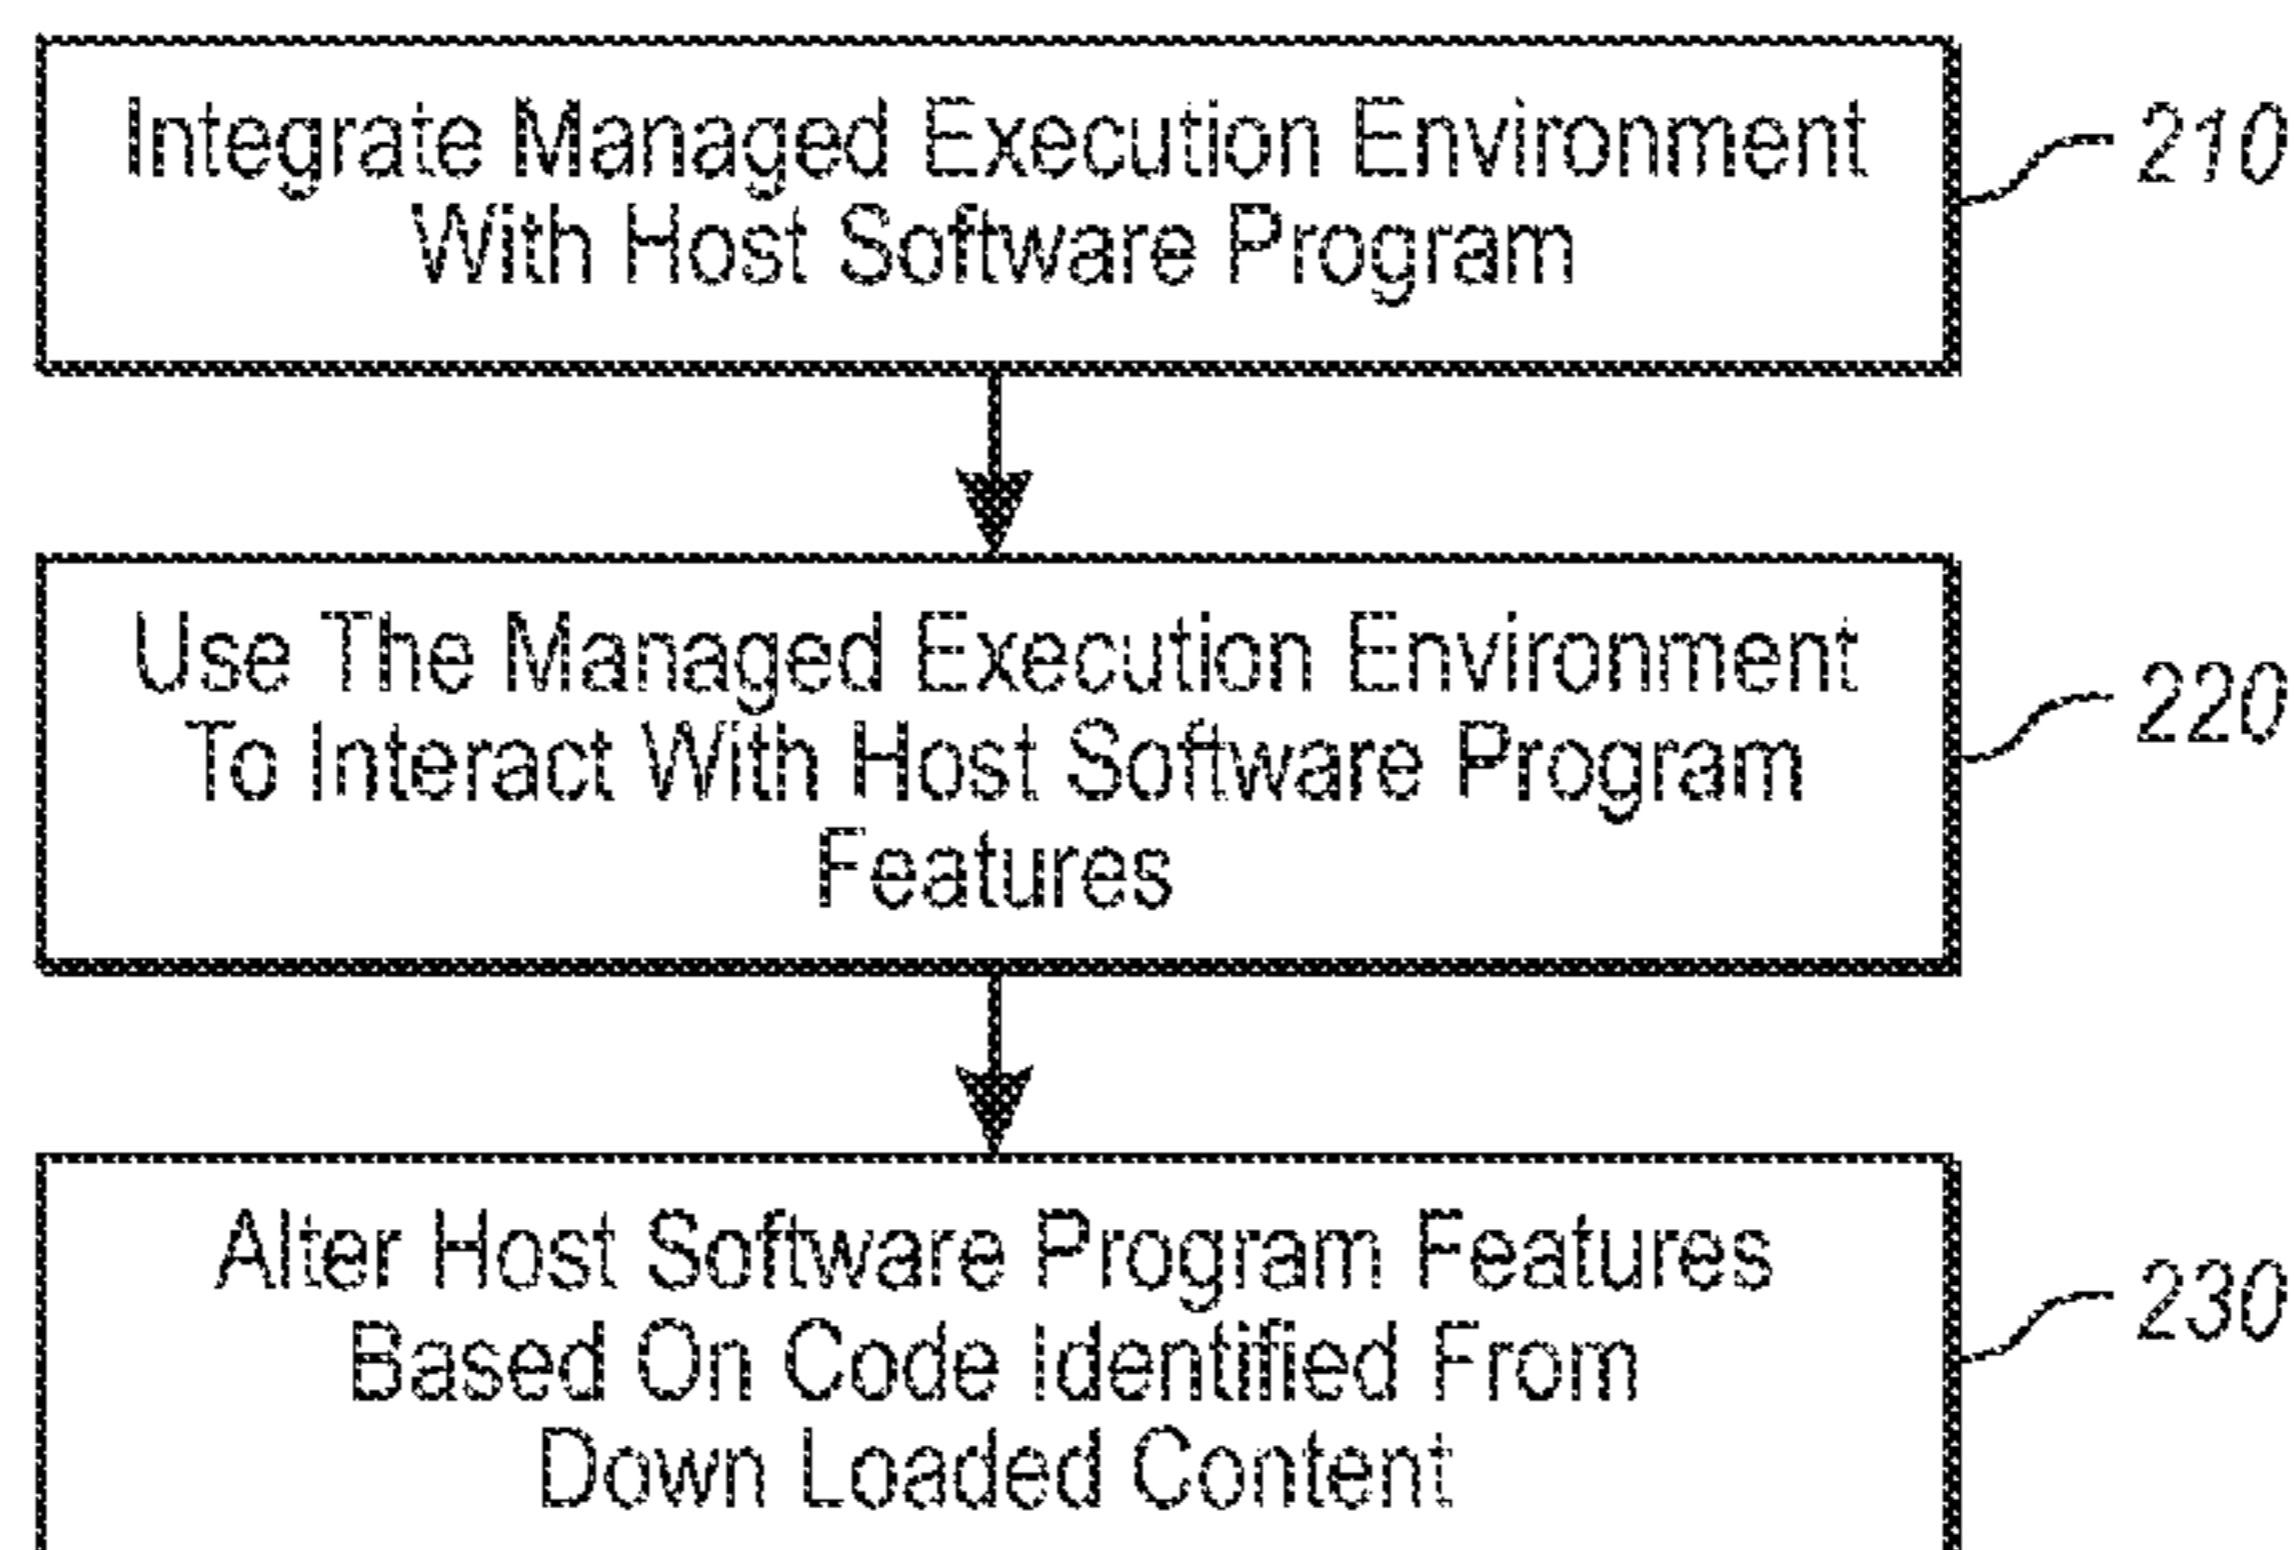 Integrate Managed Execution Environment
With Host Software Program
210
Use The Managed Execution Environment
To Interact With Host Software Program
Features
220
Alter Host Software Program Features
Based On Code Identified From
Down Loaded Content
230